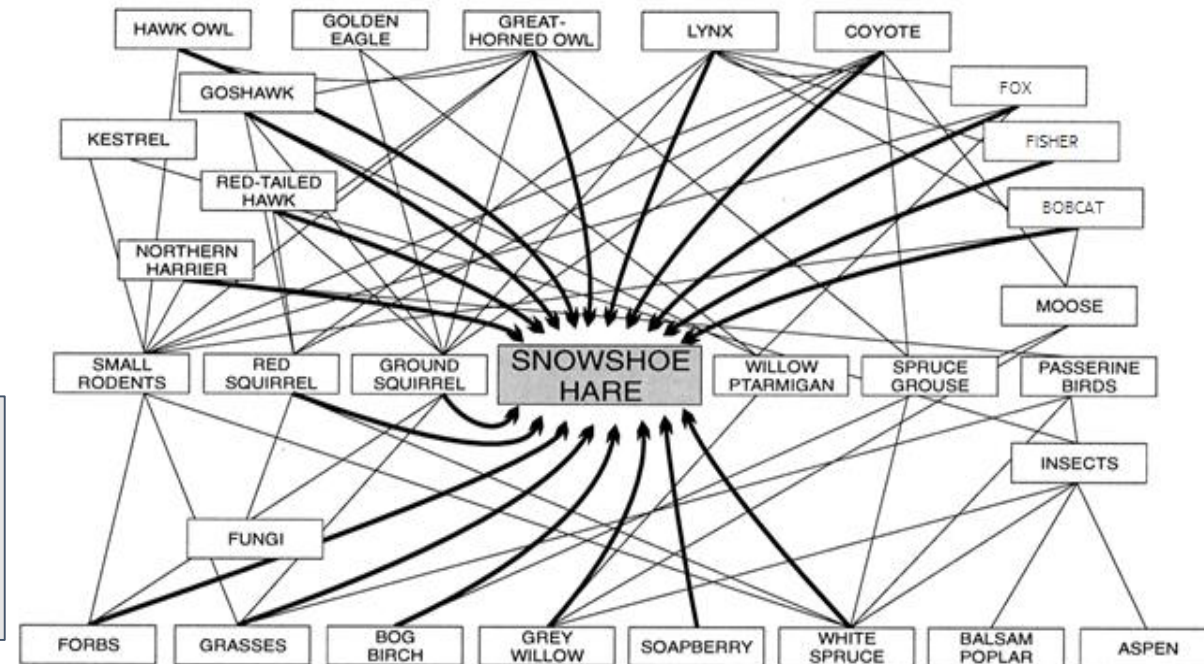 HAWK OWL
GOLDEN
EAGLE
GREAT-
HORNED OWL
LYNX
COYOTE
GOSHAWK
FOX
KESTREL
FISHER
RED-TAILED
HAWK
BOBCAT
NORTHERN
HARRIER
MOOSE
SMALL
RODENTS
RED
SQUIRREL
GROUND
SQUIRREL
SNOWSHOE
HARE
WILLOW
PTARMIGAN
SPRUCE
GROUSE
PASSERINE
BIRDS
INSECTS
FUNGI
FORBS
GRASSES
BOG
BIRCH
GREY
WILLOW
SOAPBERRY
WHITE
SPRUCE
BALSAM
POPLAR
ASPEN